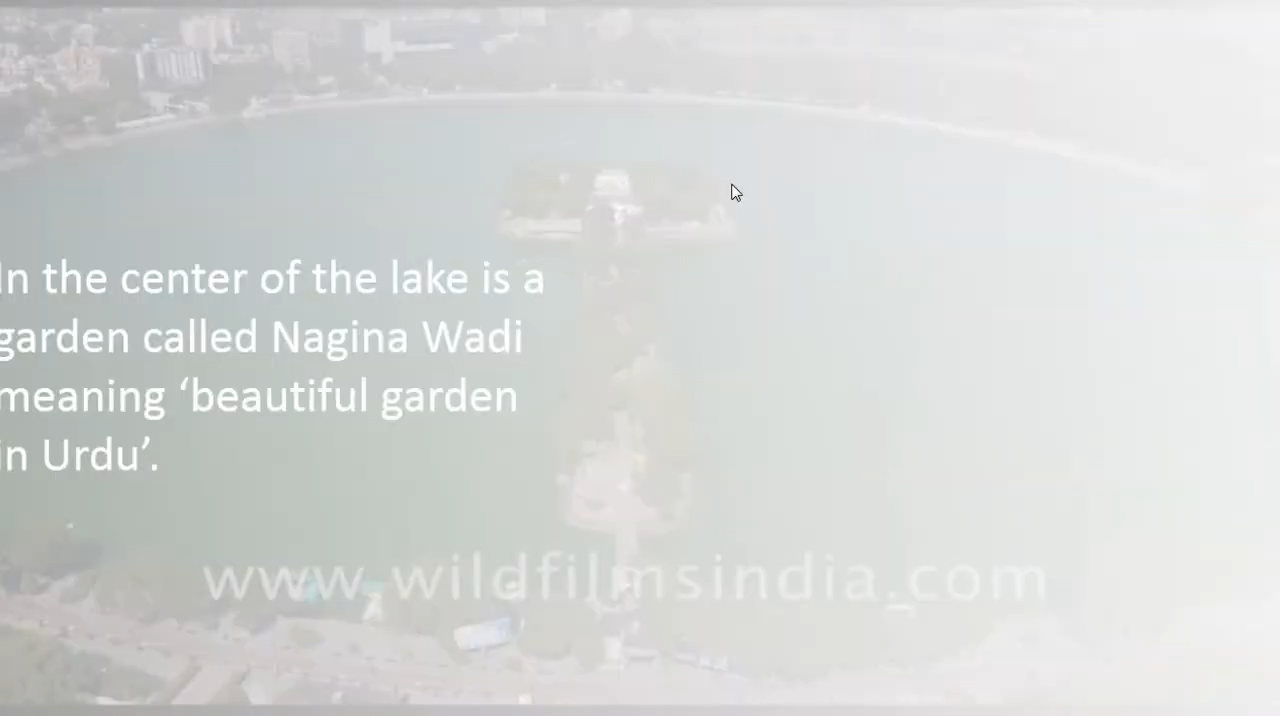 In the center of the lake is a
garden called Nagina Wadi
meaning ‘beautiful garden
in Urdu’.
www.wildfilmsindia.com